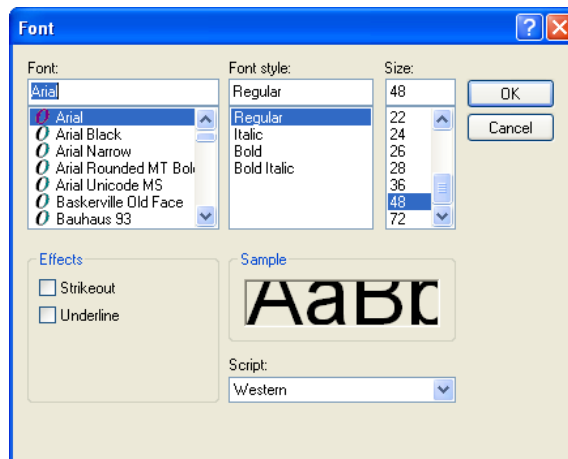 Font
Font:
Font style:
Size:
Arial
Regular
48
OK
Cancel
Arial
Arial Black
Arial Narrow
Arial Rounded MT Bol
Arial Unicode MS
Baskerville Old Face
Bauhaus 93
Regular
Italic
Bold
Bold Italic
22
24
26
28
36
48
72
Effects
Strikeout
Underline
Sample
AaBb
Script:
Western